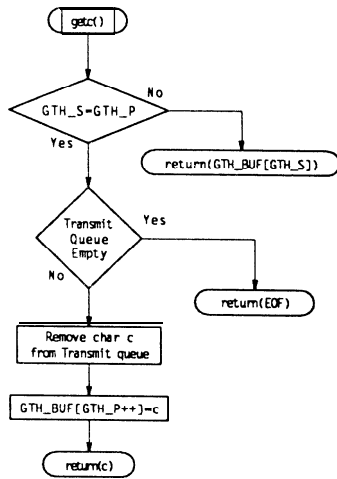 getc()
No
GTH_S=GTH_P
Yes
return(GTH_BUF[GTH_S])
Transmit
Queue
Empty
Yes
No
return(EOF)
Remove char c
from Transmit queue
GTH_BUF[GTH_P++]=c
return(c)